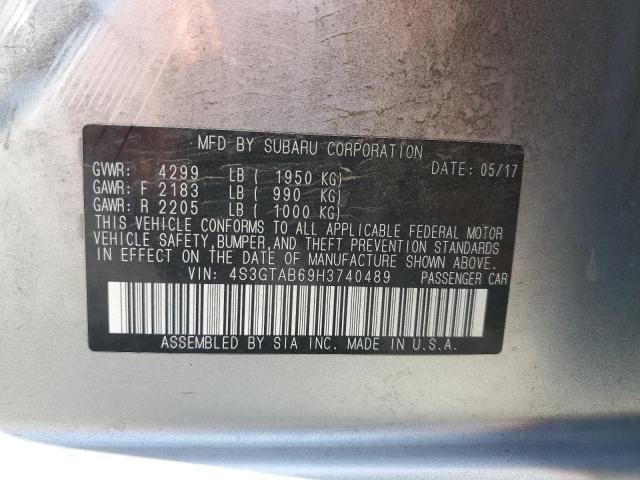 MFD BY SUBARU CORPORATION
GVWR: 4299 LB ( 1950 KG) DATE: 05/17
GAWR: F 2183 LB ( 990 KG)
GAWR: R 2205 LB ( 1000 KG)
THIS VEHICLE CONFORMS TO ALL APPLICABLE FEDERAL MOTOR
VEHICLE SAFETY, BUMPER, AND THEFT PREVENTION STANDARDS
IN EFFECT ON THE DATE OF MANUFACTURE SHOWN ABOVE.
VIN: 4S3GTAB69H3740489 PASSENGER CAR
ASSEMBLED BY SIA INC. MADE IN U.S.A.